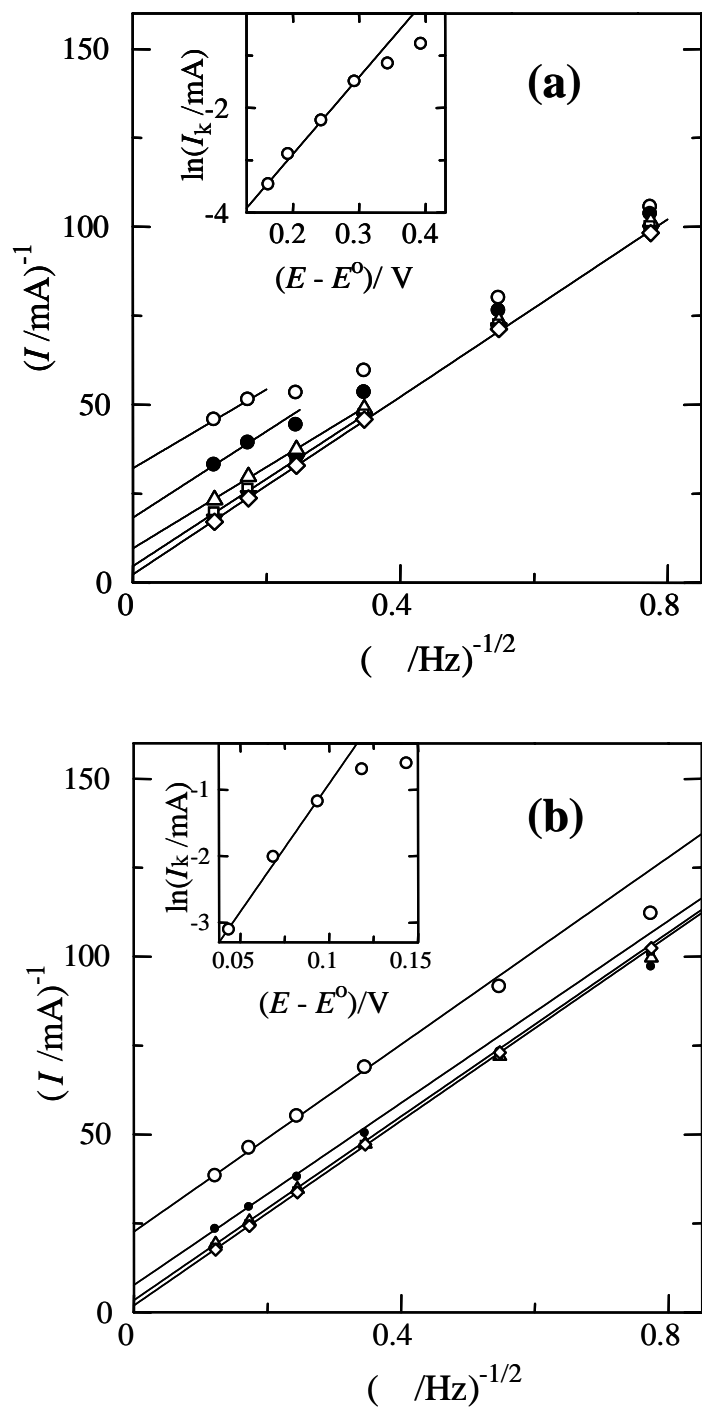 150
100
50
0
0
0.4
0.8
(I /mA)-1
( /Hz)-1/2
(a)
ln(Ik /mA)
-2
-4
0.2
0.3
0.4
(E - Eo)/ V
150
100
50
0
0
0.4
0.8
(I /mA)-1
( /Hz)-1/2
(b)
ln(Ik /mA)
-1
-2
-3
0.05
0.1
0.15
(E - Eo)/V